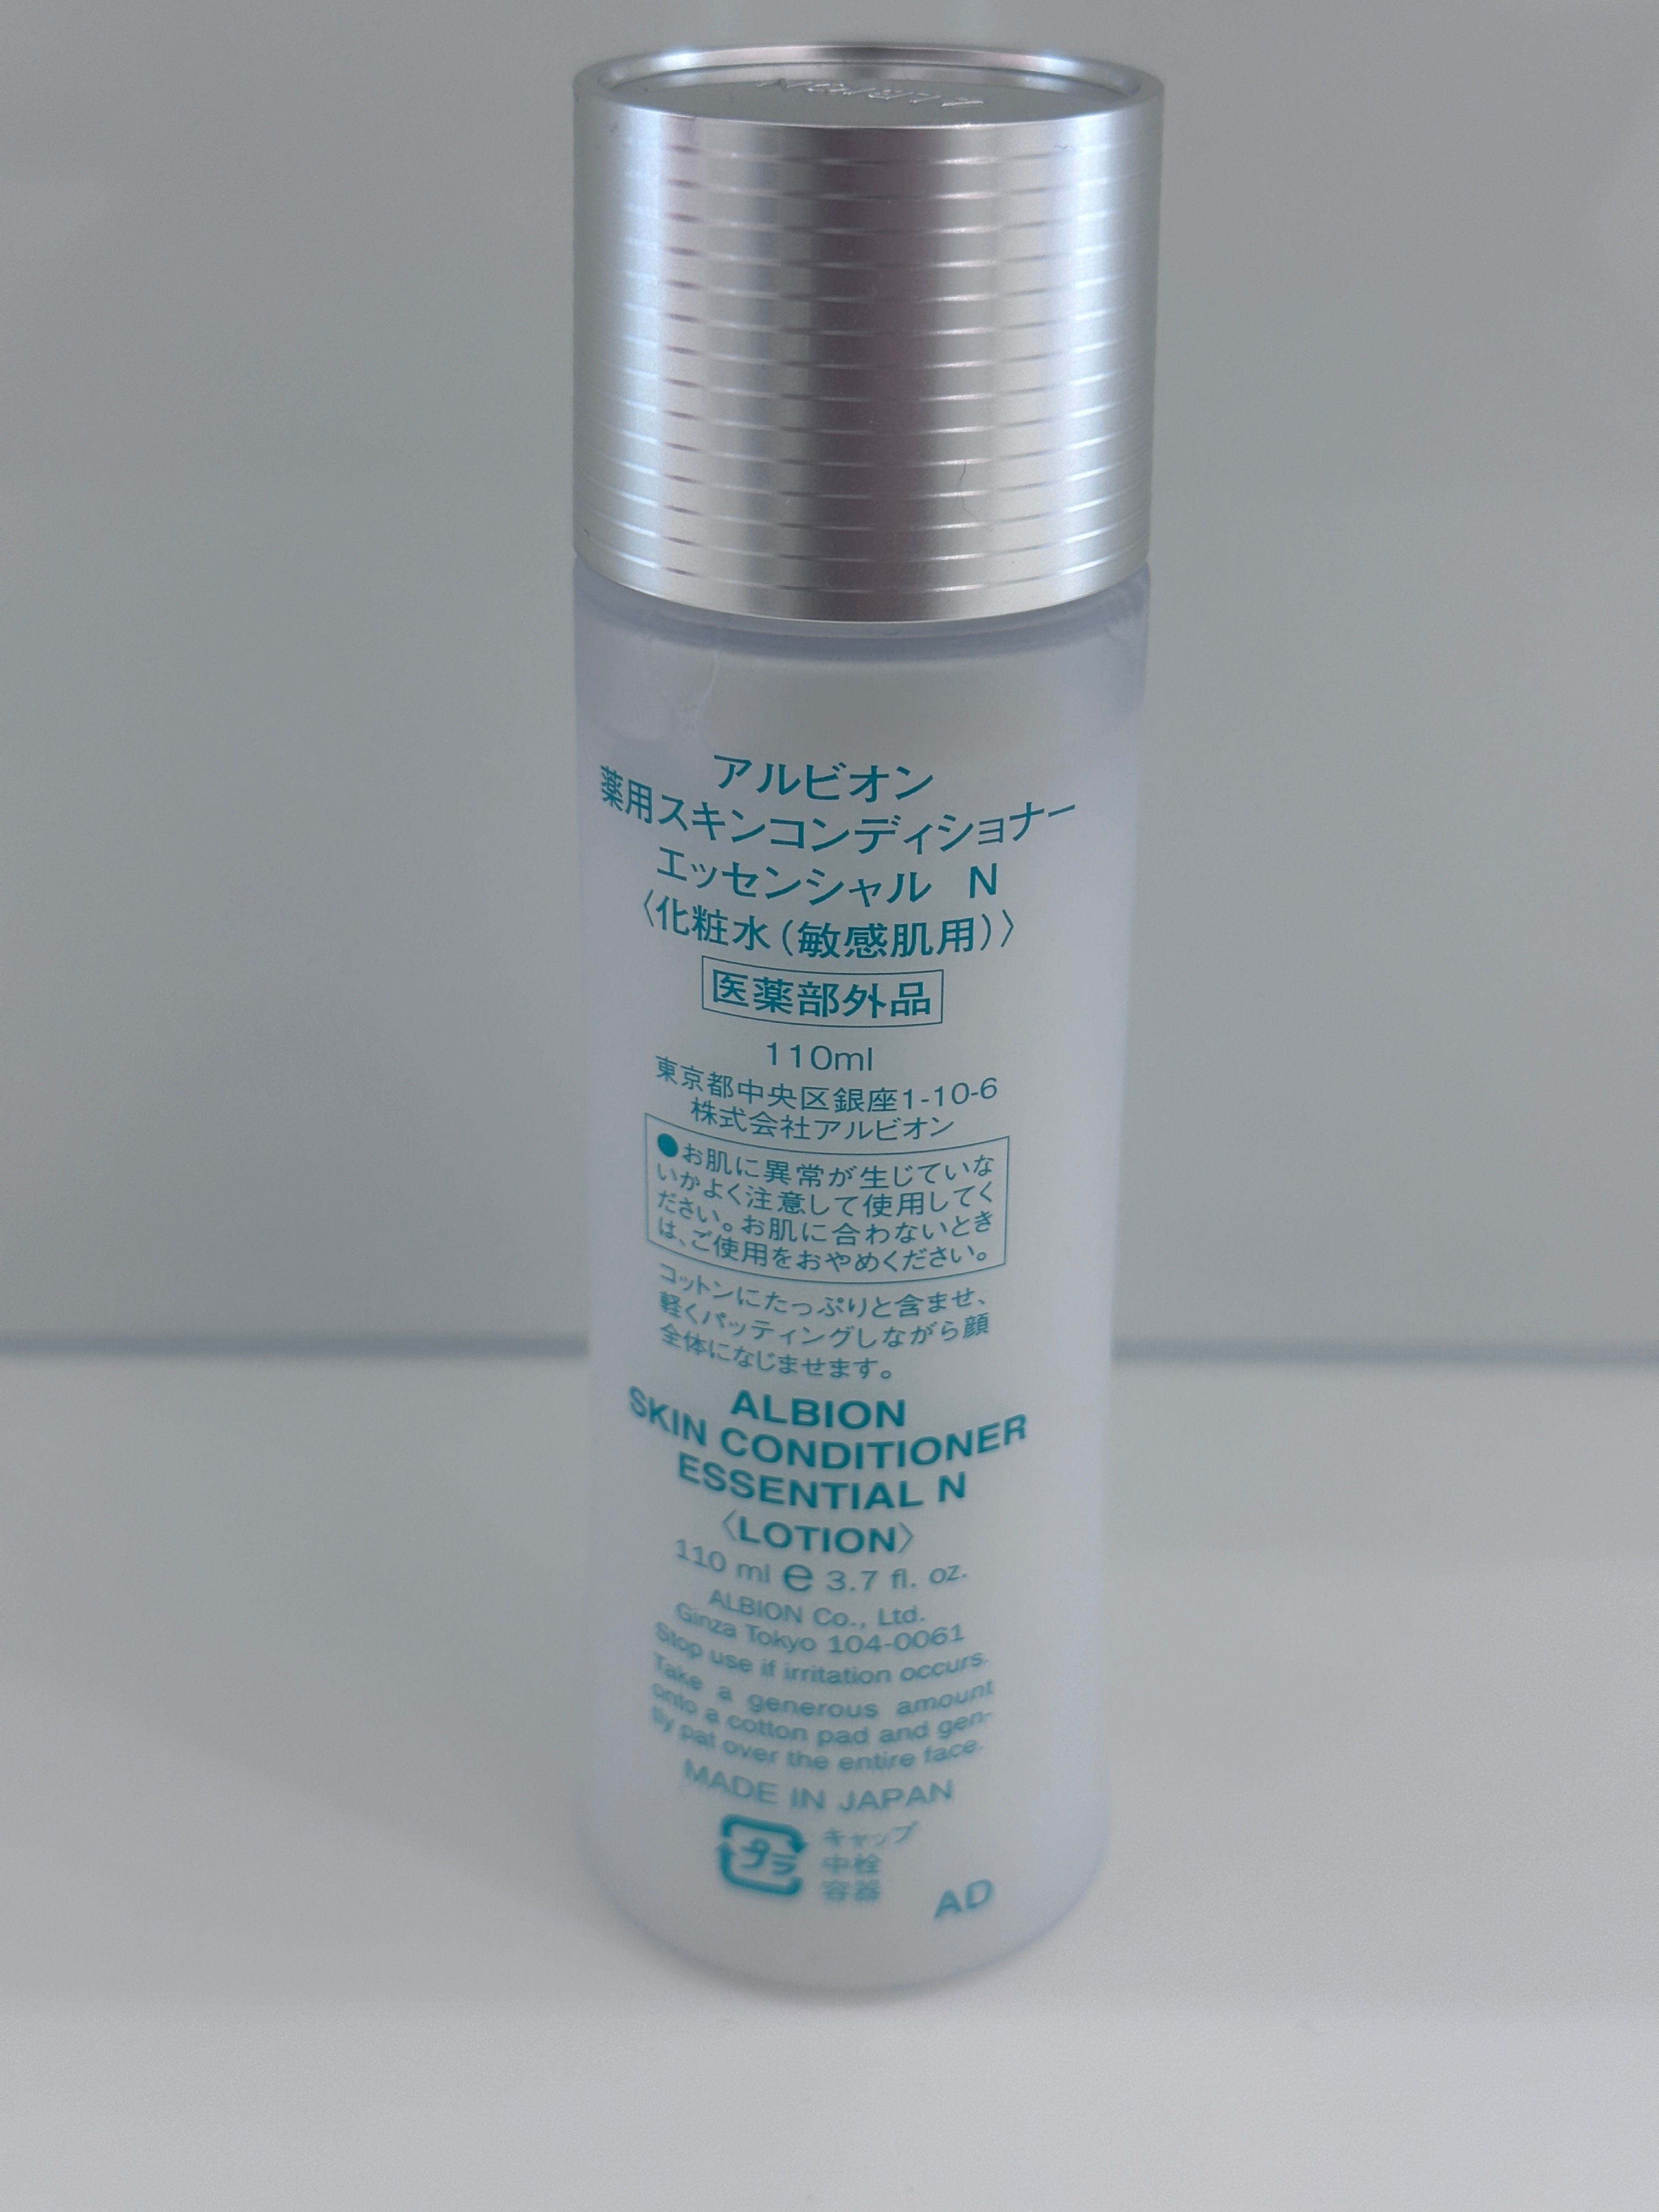 ALBION
アルビオン
薬用スキンコンディショナー
エッセンシャル N
〈化粧水(敏感肌用)〉
医薬部外品
110ml
東京都中央区銀座1-10-6
株式会社アルビオン
●お肌に異常が生じていな
いかよく注意して使用してく
ださい。お肌に合わないとき
は、ご使用をおやめください。
コットンにたっぷりと含ませ、
軽くパッティングしながら顔
全体になじませます。
ALBION
SKIN CONDITIONER
ESSENTIAL N
〈LOTION〉
110 ml ℮ 3.7 fl. oz.
ALBION Co., Ltd.
Ginza Tokyo 104-0061
Stop use if irritation occurs.
Take a generous amount
onto a cotton pad and gen-
tly pat over the entire face.
MADE IN JAPAN
プラ
キャップ
中栓
容器
AD